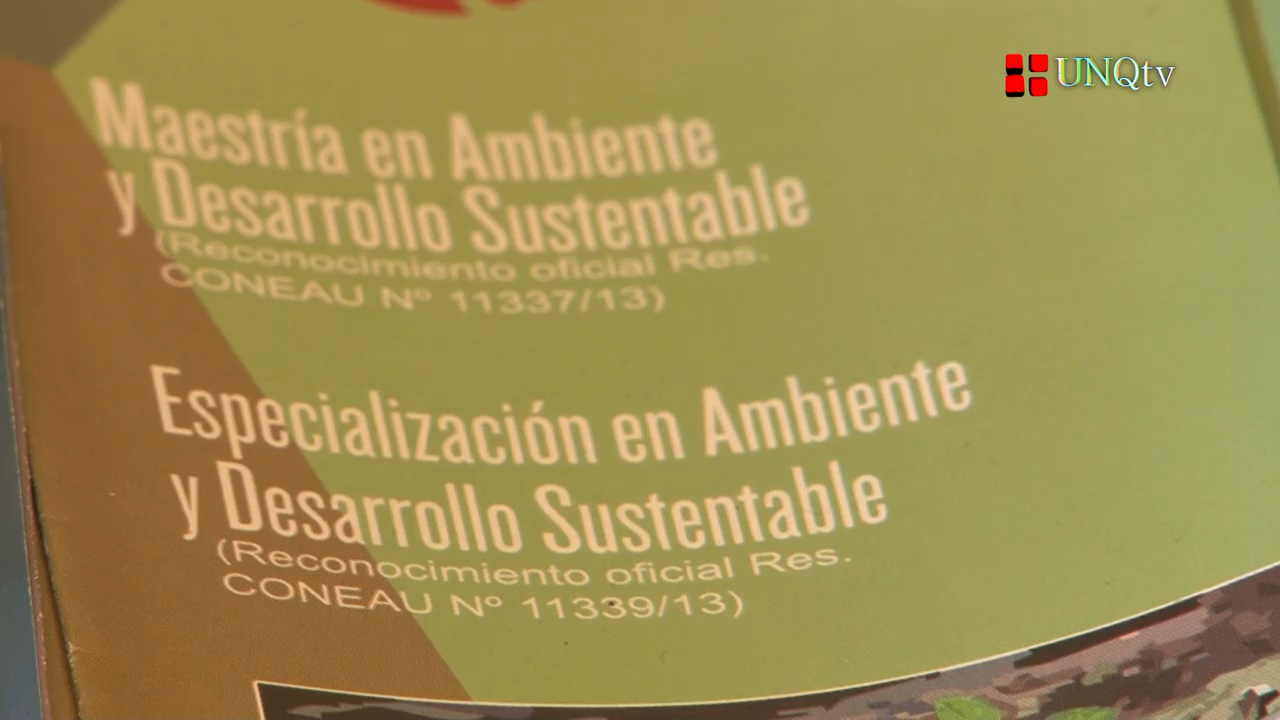 UNQtv
Maestría en Ambiente
y Desarrollo Sustentable
(Reconocimiento oficial Res.
CONEAU Nº 11337/13)
Especialización en Ambiente
y Desarrollo Sustentable
(Reconocimiento oficial Res.
CONEAU Nº 11339/13)